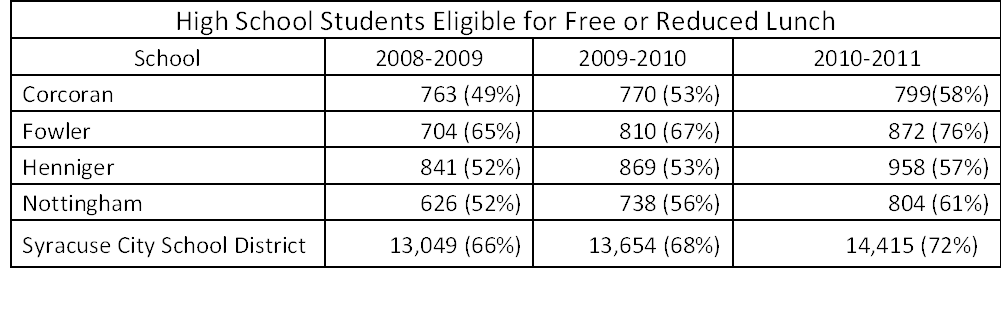 High School Students Eligible for Free or Reduced Lunch
School 2008-2009 2009-2010 2010-2011
Corcoran 763 (49%) 770 (53%) 799(58%)
Fowler 704 (65%) 810 (67%) 872 (76%)
Henniger 841 (52%) 869 (53%) 958 (57%)
Nottingham 626 (52%) 738 (56%) 804 (61%)
Syracuse City School District 13,049 (66%) 13,654 (68%) 14,415 (72%)